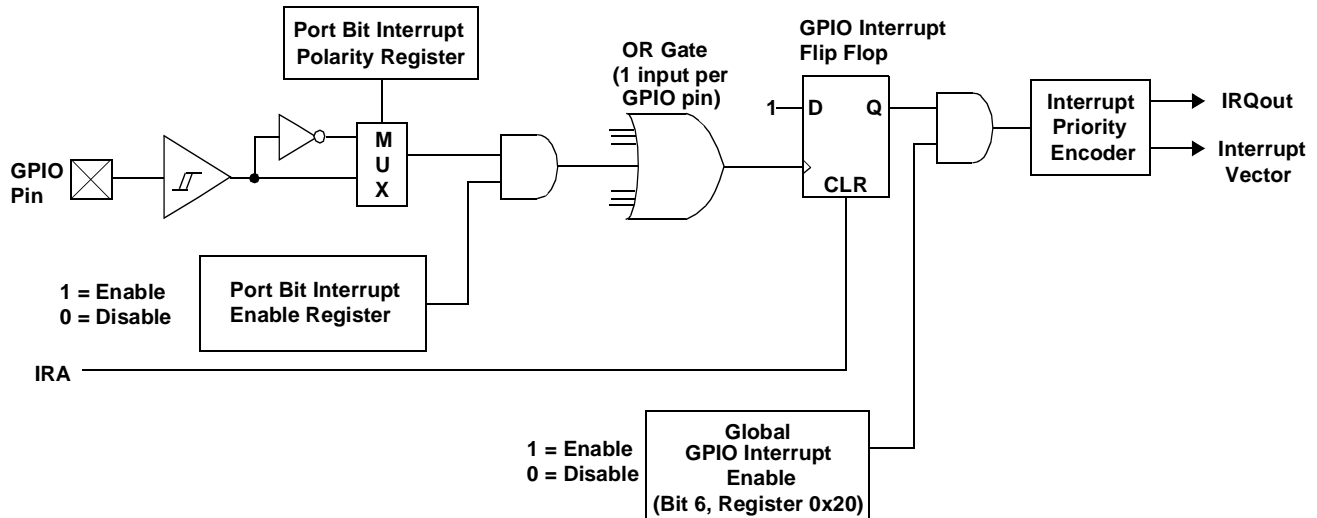 Port Bit Interrupt
Polarity Register
OR Gate
(1 input per
GPIO pin)
GPIO Interrupt
Flip Flop
M
U
X
GPIO
Pin
1
D
Q
CLR
Interrupt
Priority
Encoder
IRQout
Interrupt
Vector
1 = Enable
0 = Disable
Port Bit Interrupt
Enable Register
IRA
1 = Enable
0 = Disable
Global
GPIO Interrupt
Enable
(Bit 6, Register 0x20)